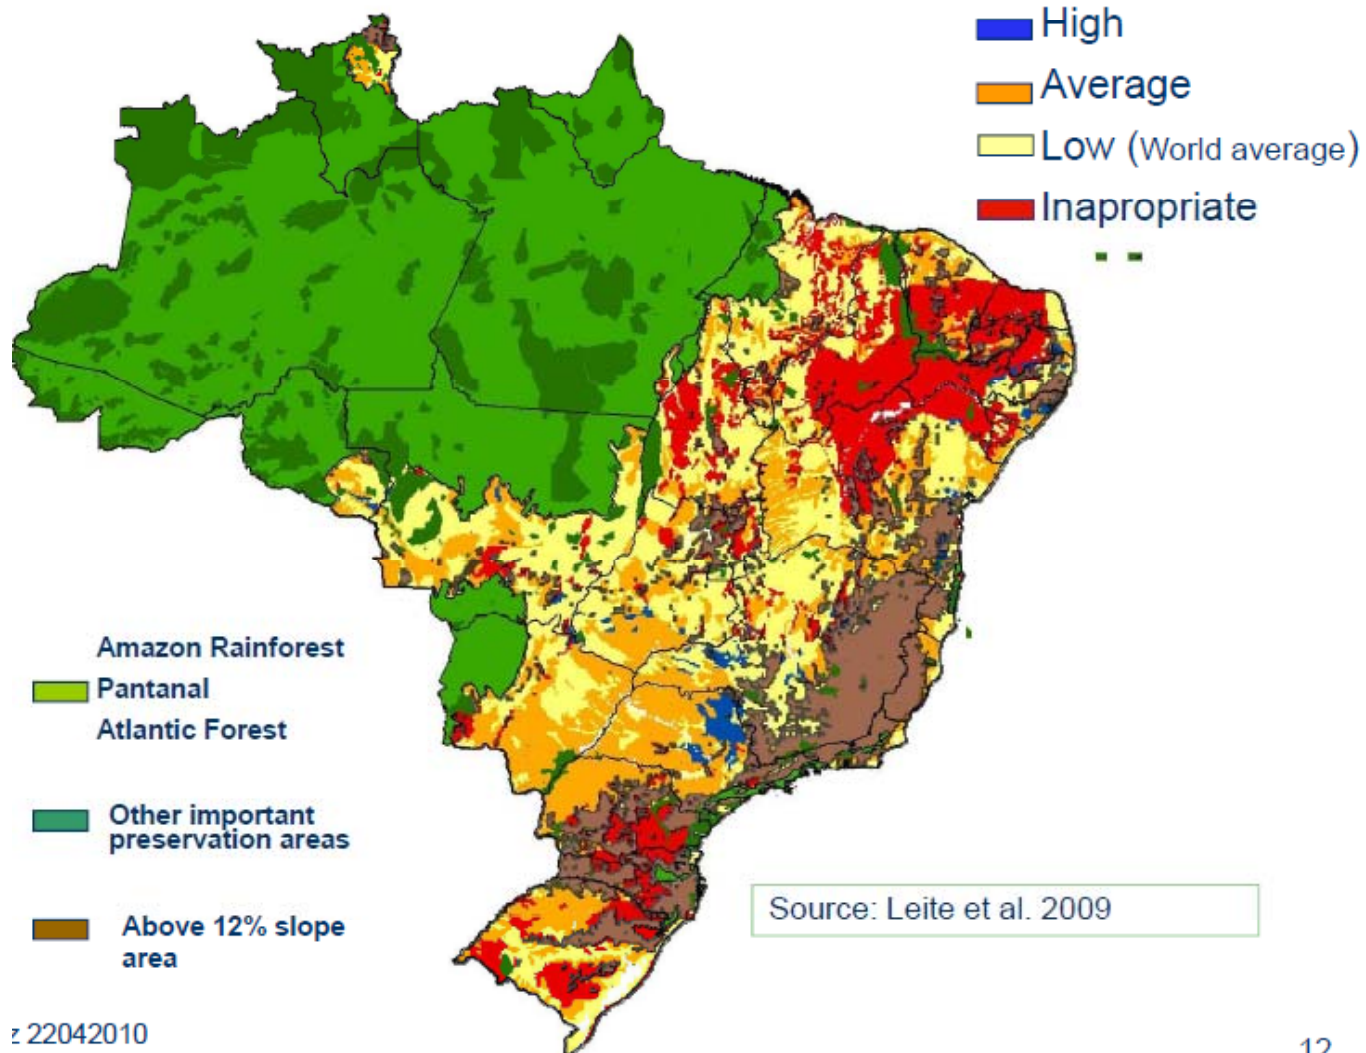 High
Average
Low (World average)
Inapropriate
Amazon Rainforest
Pantanal
Atlantic Forest
Other important
preservation areas
Above 12% slope
area
Source: Leite et al. 2009
z 22042010
12